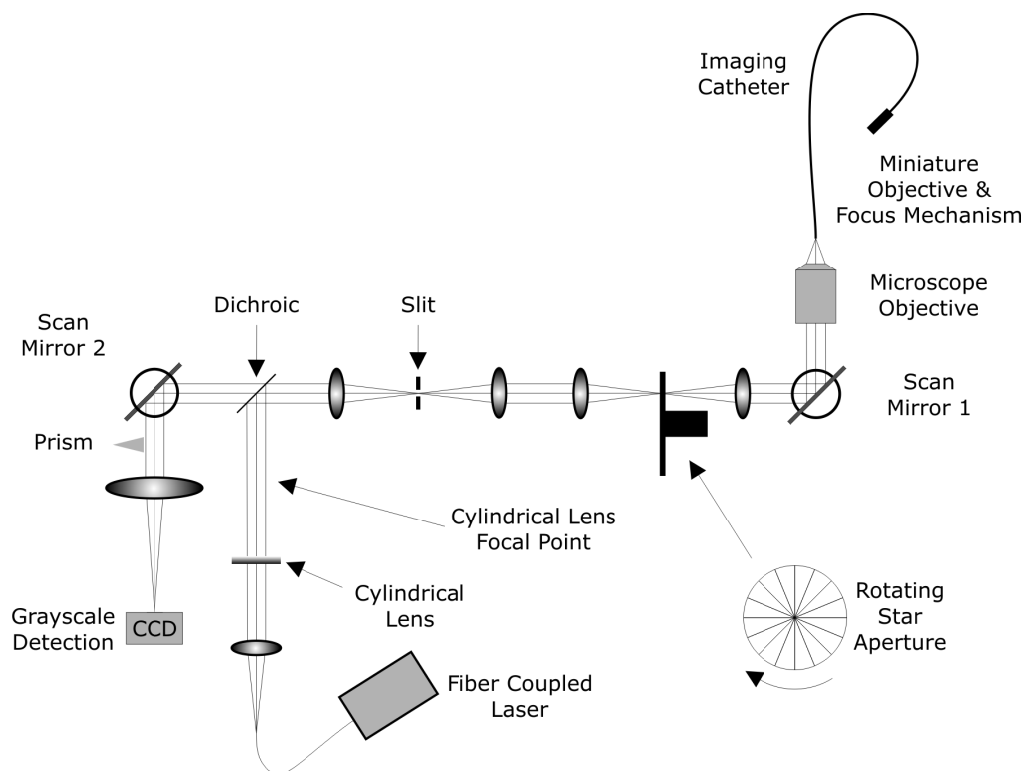 Imaging
Catheter
Miniature
Objective &
Focus Mechanism
Microscope
Objective
Dichroic
Slit
Scan
Mirror 2
Scan
Mirror 1
Prism
Cylindrical Lens
Focal Point
Cylindrical
Lens
Grayscale
Detection
CCD
Rotating
Star
Aperture
Fiber Coupled
Laser